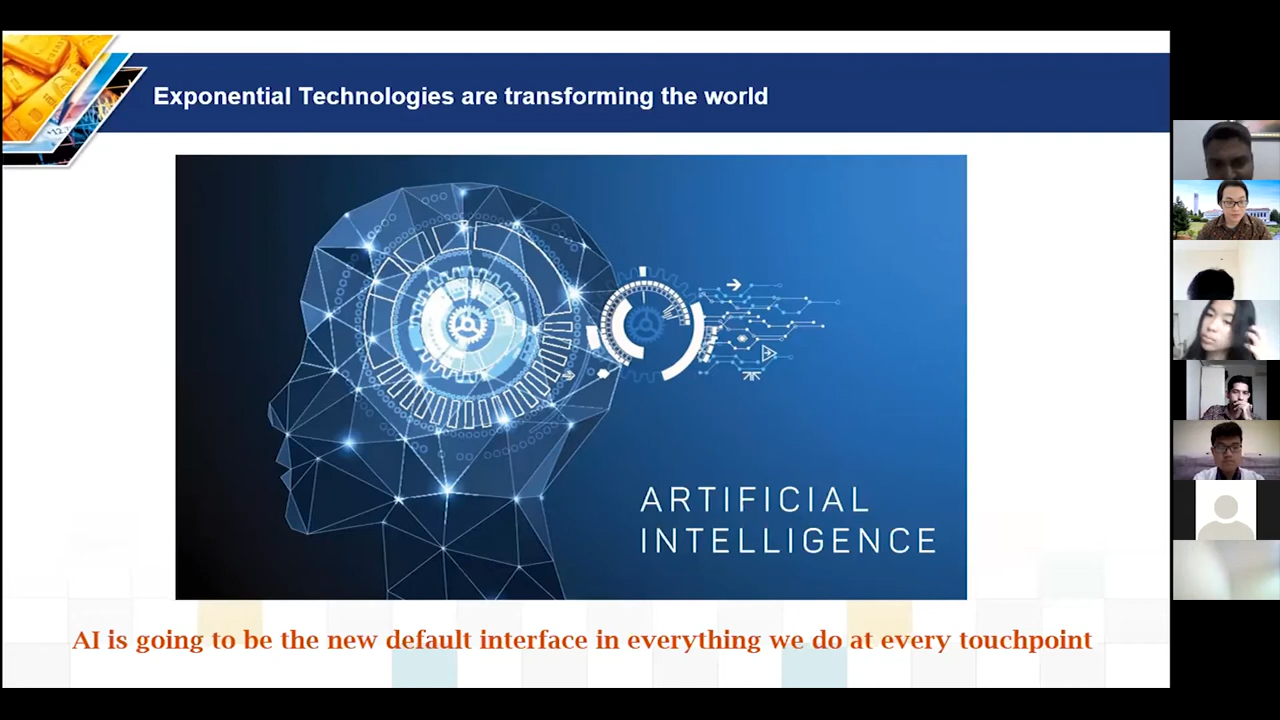 Exponential Technologies are transforming the world
ARTIFICIAL
INTELLIGENCE
AI is going to be the new default interface in everything we do at every touchpoint